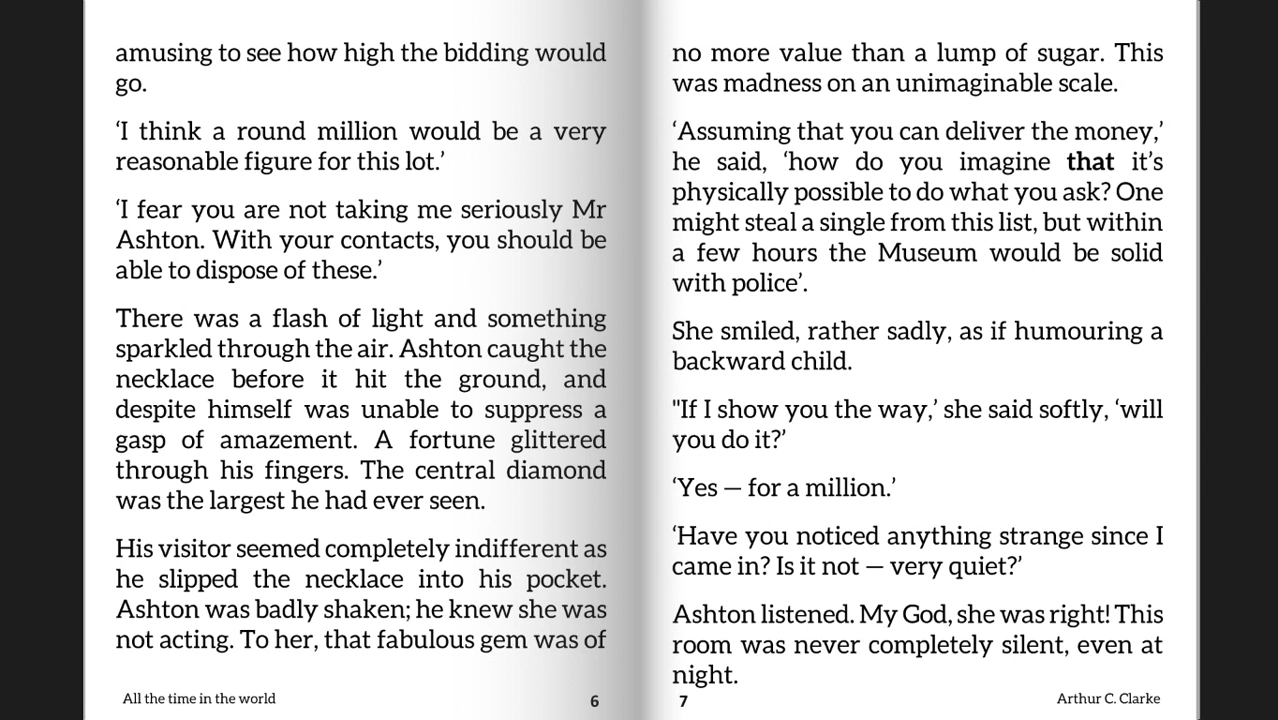 amusing to see how high the bidding would
go.
‘I think a round million would be a very
reasonable figure for this lot.’
‘I fear you are not taking me seriously Mr
Ashton. With your contacts, you should be
able to dispose of these.’
There was a flash of light and something
sparkled through the air. Ashton caught the
necklace before it hit the ground, and
despite himself was unable to suppress a
gasp of amazement. A fortune glittered
through his fingers. The central diamond
was the largest he had ever seen.
His visitor seemed completely indifferent as
he slipped the necklace into his pocket.
Ashton was badly shaken; he knew she was
not acting. To her, that fabulous gem was of
All the time in the world
6
no more value than a lump of sugar. This
was madness on an unimaginable scale.
‘Assuming that you can deliver the money,’
he said, ‘how do you imagine that it’s
physically possible to do what you ask? One
might steal a single from this list, but within
a few hours the Museum would be solid
with police’.
She smiled, rather sadly, as if humouring a
backward child.
"If I show you the way,’ she said softly, ‘will
you do it?’
‘Yes — for a million.’
‘Have you noticed anything strange since I
came in? Is it not — very quiet?’
Ashton listened. My God, she was right! This
room was never completely silent, even at
night.
7
Arthur C. Clarke